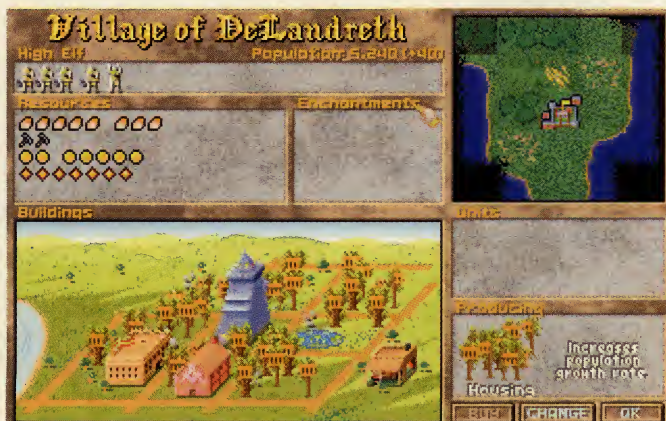 Village of DeLandreth
High Elf
Population: 5,240 (+40)
Resources
Enchantments
Buildings
Units
Producing
Increases
population
growth rate.
Housing
BUY
CHANGE
OK